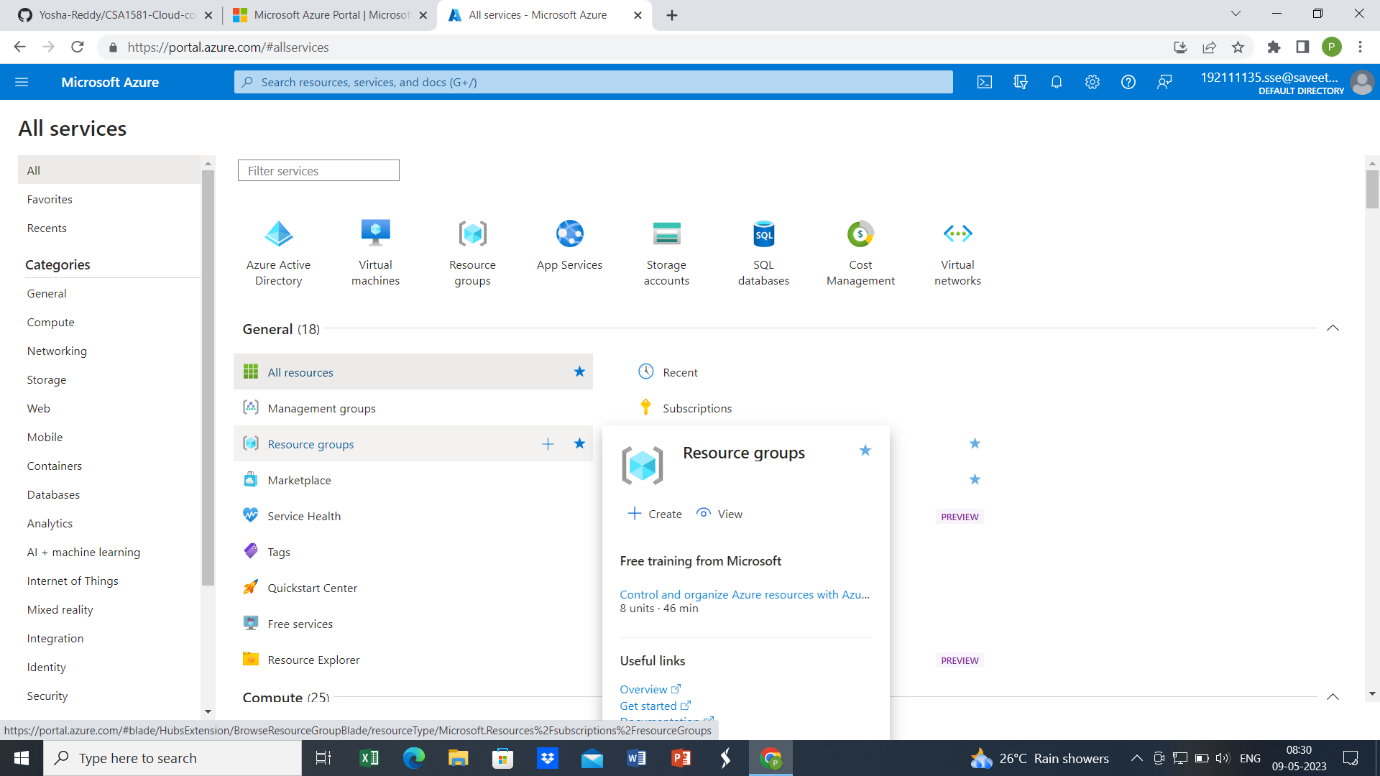 Yosha-Reddy/CSA1581-Cloud-co
Microsoft Azure Portal | Microsoft
All services - Microsoft Azure
https://portal.azure.com/#allservices
P
Microsoft Azure
Search resources, services, and docs (G+/)
192111135.sse@saveet...
DEFAULT DIRECTORY
All services
All
Favorites
Recents
Categories
General
Compute
Networking
Storage
Web
Mobile
Containers
Databases
Analytics
AI + machine learning
Internet of Things
Mixed reality
Integration
Identity
Security
Filter services
Azure Active
Directory
Virtual
machines
Resource
groups
App Services
Storage
accounts
SQL
SQL
databases
Cost
Management
Virtual
networks
General (18)
All resources
Recent
Management groups
Subscriptions
Resource groups
Marketplace
Service Health
PREVIEW
Tags
Quickstart Center
Free services
Resource Explorer
PREVIEW
Compute (25)
Resource groups
Create
View
Free training from Microsoft
Control and organize Azure resources with Azu...
8 units · 46 min
Useful links
Overview
Get started
Documentation
https://portal.azure.com/#blade/HubsExtension/BrowseResourceGroupBlade/resourceType/Microsoft.Resources%2Fsubscriptions%2FresourceGroups
Type here to search
26°C Rain showers
ENG
08:30
09-05-2023